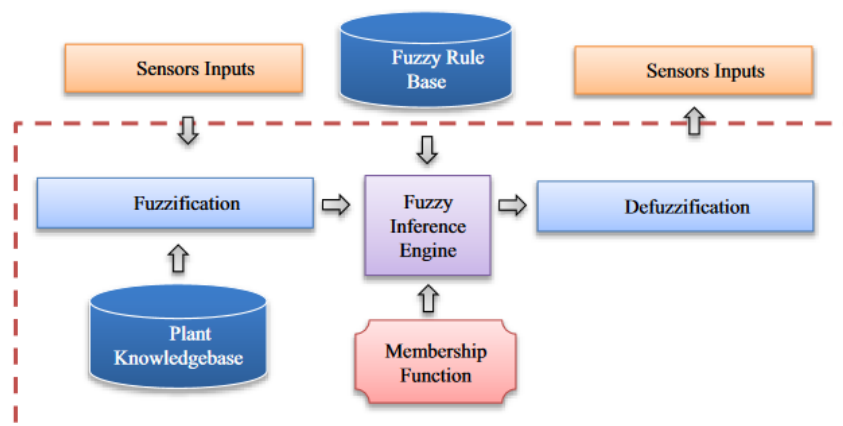 Sensors Inputs
Fuzzy Rule
Base
Sensors Inputs
Fuzzification
Fuzzy
Inference
Engine
Defuzzification
Plant
Knowledgebase
Membership
Function